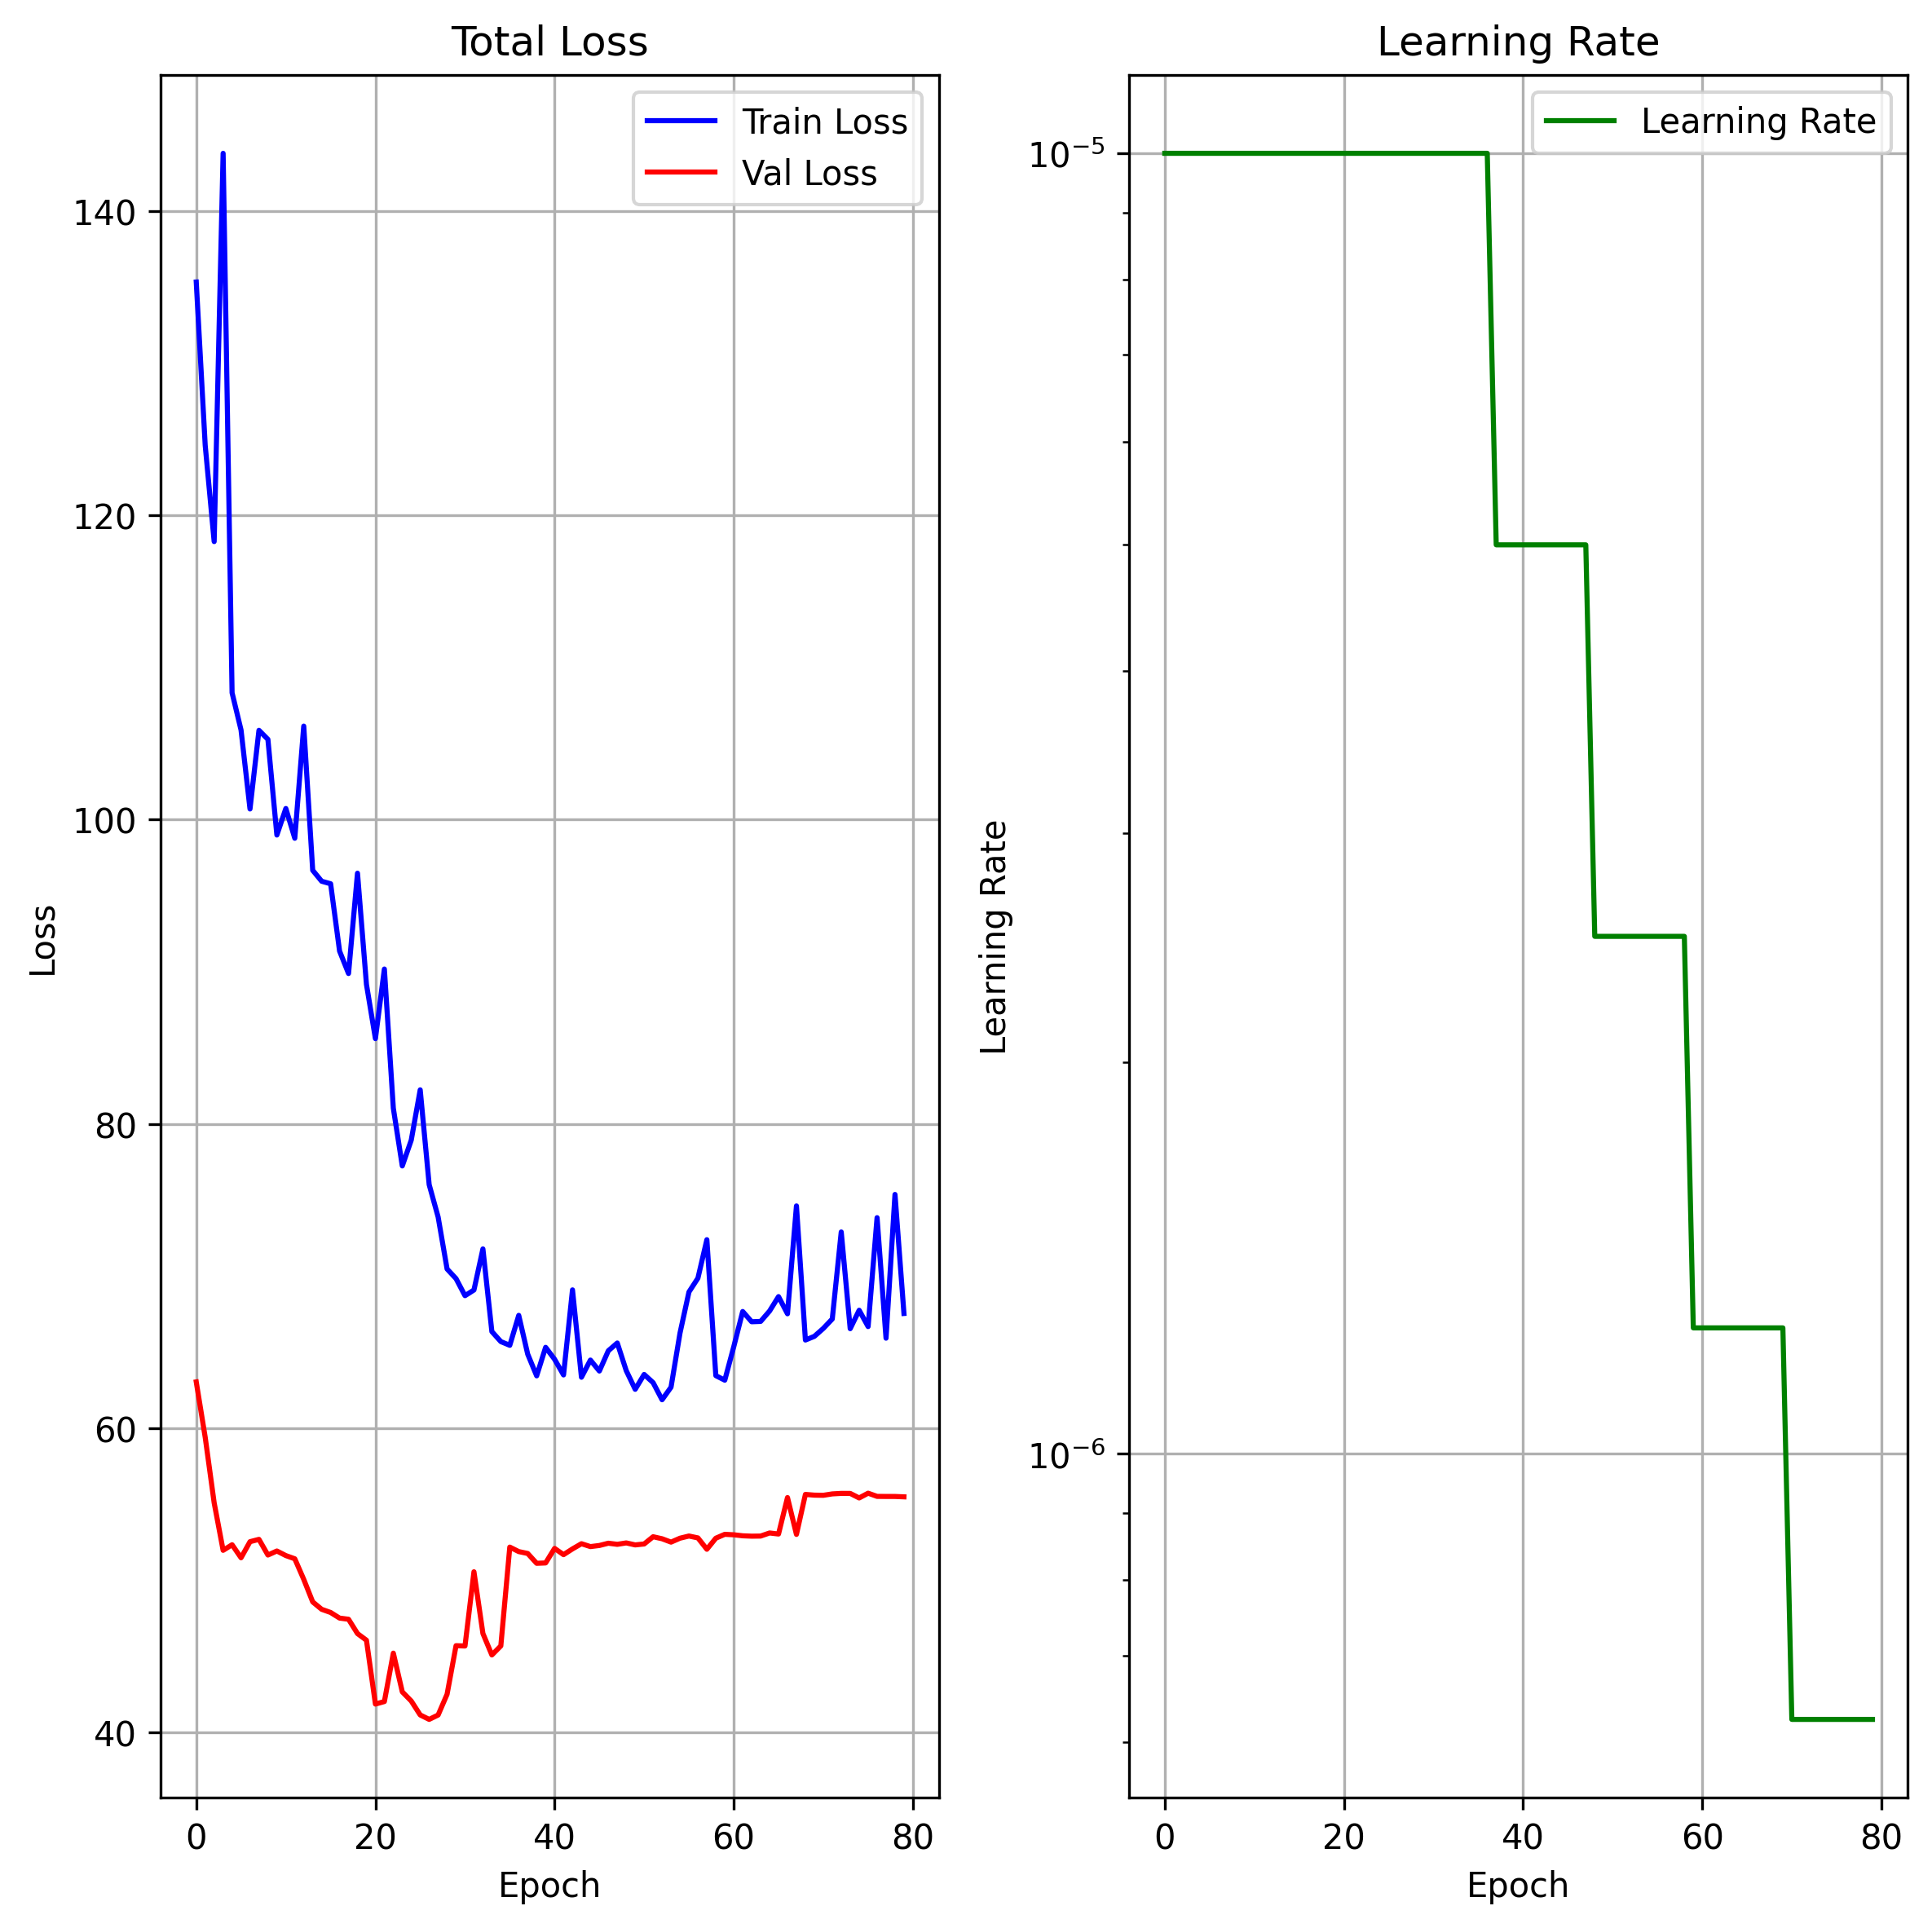 Total Loss
Train Loss
Val Loss
140
120
100
80
60
40
Loss
0 20 40 60 80
Epoch
Learning Rate
Learning Rate
10⁻⁵
10⁻⁶
Learning Rate
0 20 40 60 80
Epoch